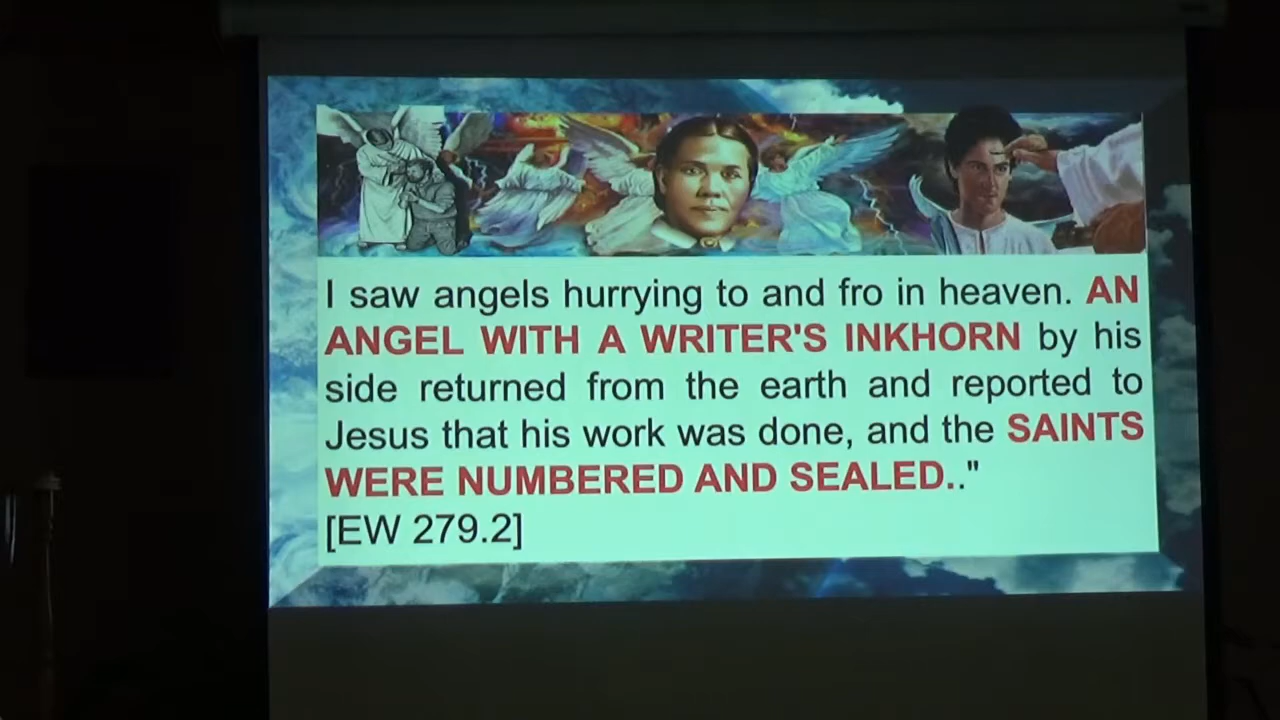 I saw angels hurrying to and fro in heaven. AN
ANGEL WITH A WRITER'S INKHORN by his
side returned from the earth and reported to
Jesus that his work was done, and the SAINTS
WERE NUMBERED AND SEALED.."
[EW 279.2]